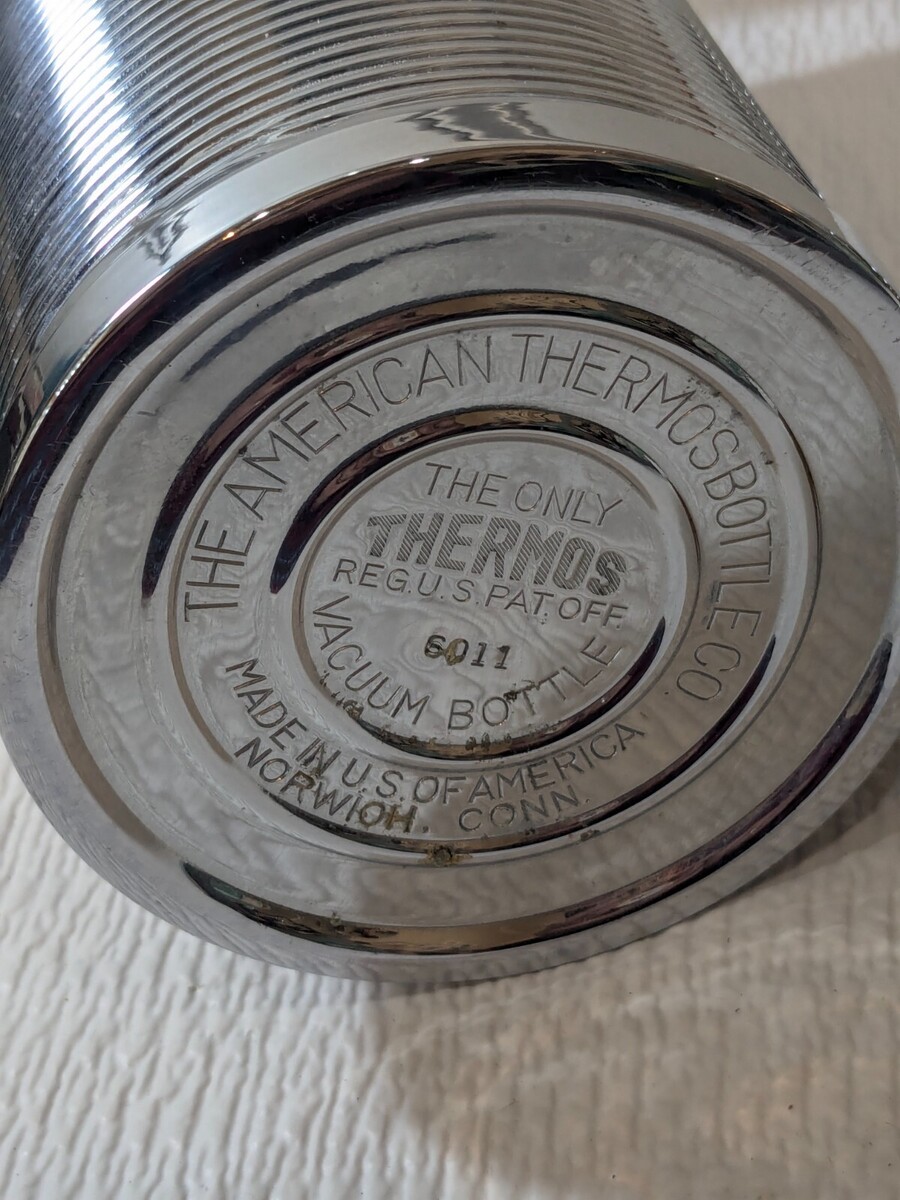 THE AMERICAN THERMOS BOTTLE CO
THE ONLY
THERMOS
REG. U.S. PAT. OFF.
6011
VACUUM BOTTLE
MADE IN U.S. OF AMERICA
NORWICH, CONN.